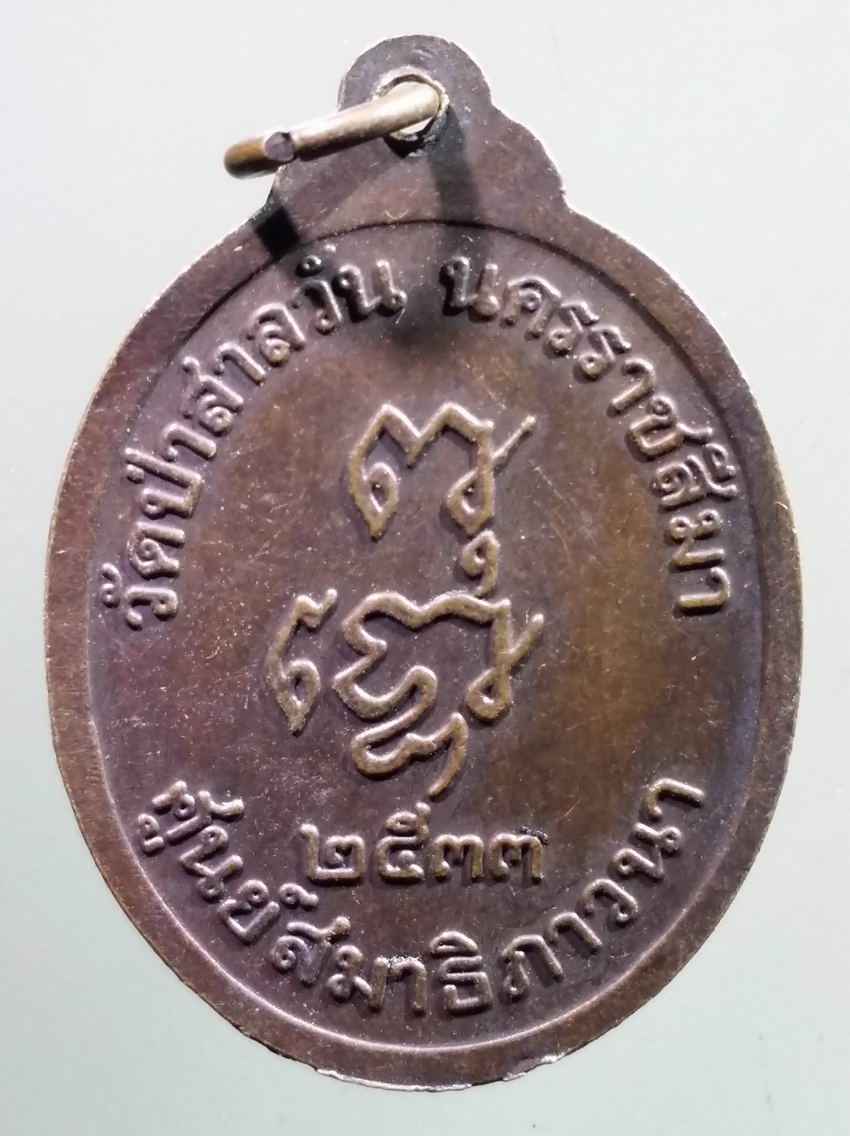 วัดป่าสาลวัน นครราชสีมา
๒๕๓๓
ศูนย์สมาธิภาวนา